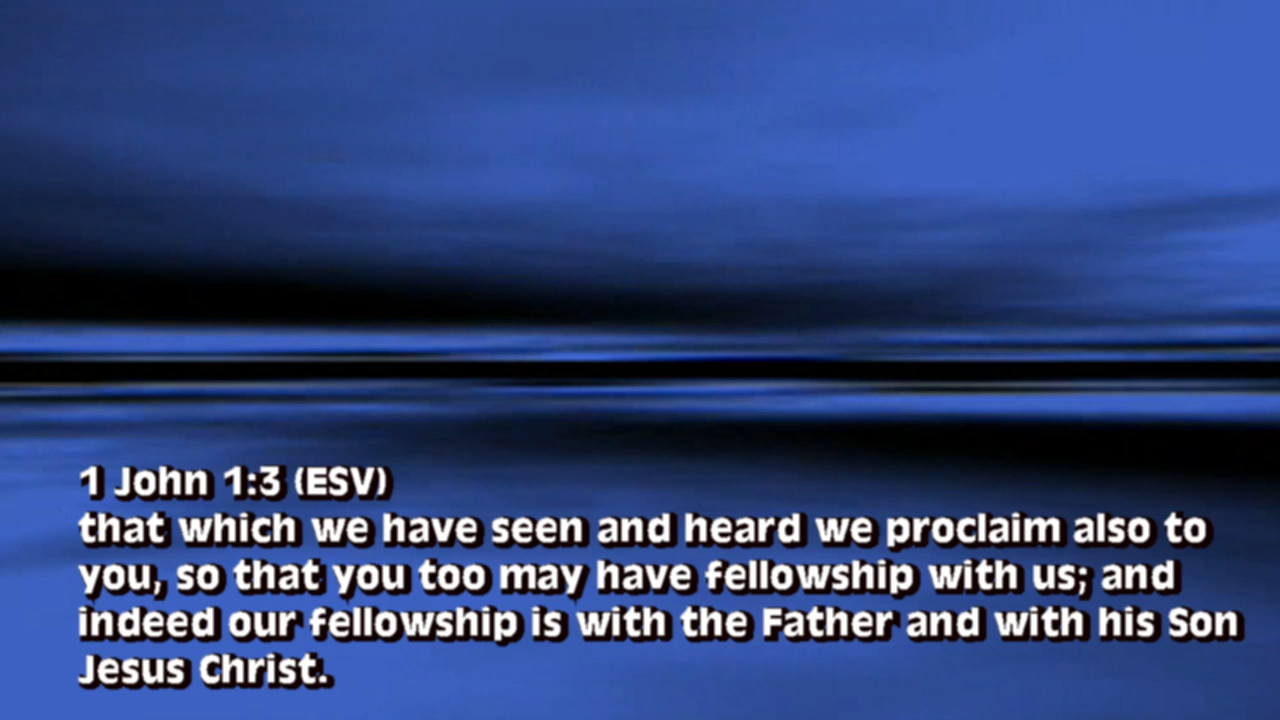 1 John 1:3 (ESV)
that which we have seen and heard we proclaim also to
you, so that you too may have fellowship with us; and
indeed our fellowship is with the Father and with his Son
Jesus Christ.